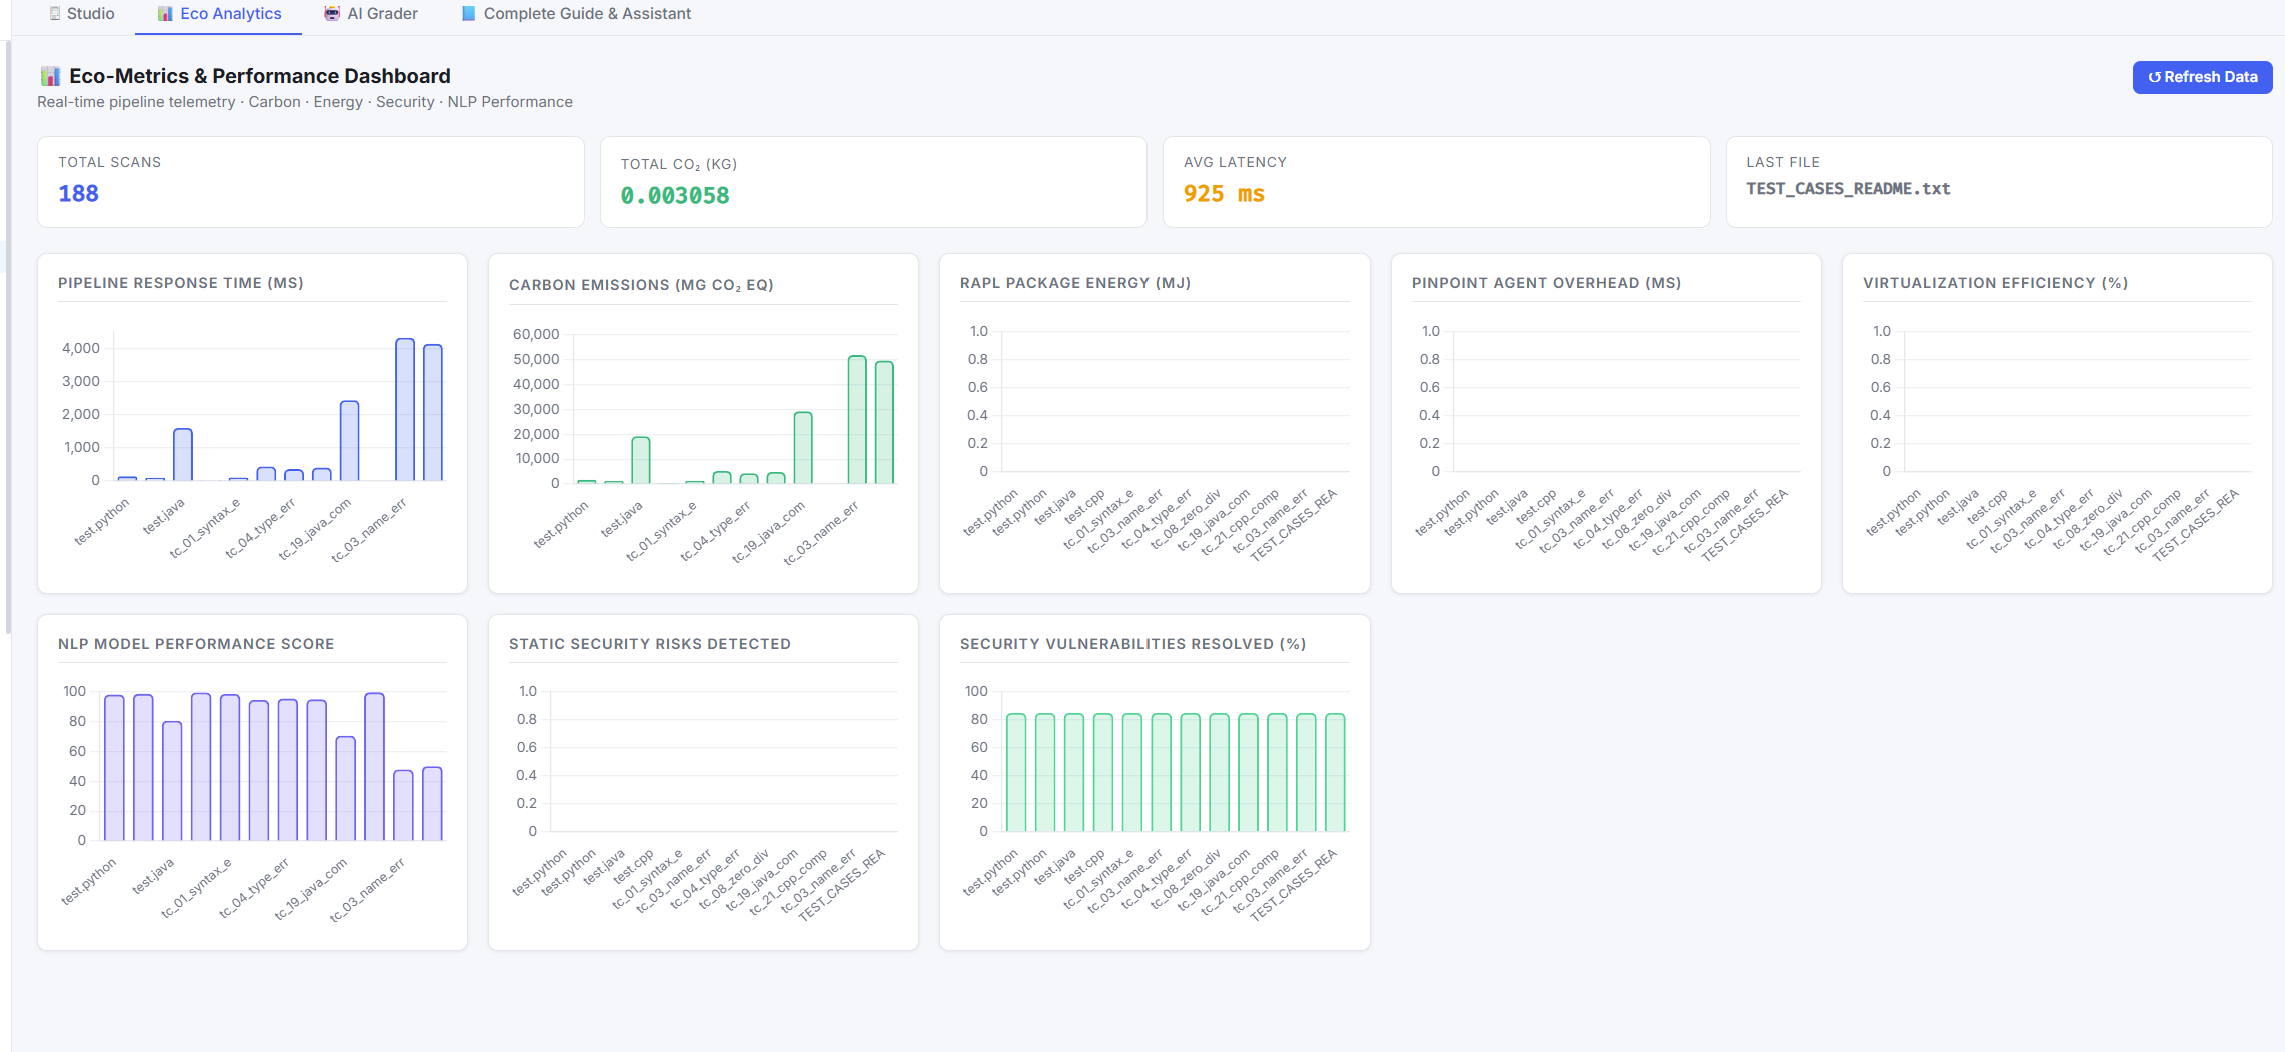 Studio
Eco Analytics
AI Grader
Complete Guide & Assistant
Eco-Metrics & Performance Dashboard
Real-time pipeline telemetry · Carbon · Energy · Security · NLP Performance
↺ Refresh Data
TOTAL SCANS
188
TOTAL CO₂ (KG)
0.003058
AVG LATENCY
925 ms
LAST FILE
TEST_CASES_README.txt
PIPELINE RESPONSE TIME (MS)
4,000
3,000
2,000
1,000
0
test.python
test.java
tc_01_syntax_e
tc_04_type_err
tc_19_java_com
tc_03_name_err
CARBON EMISSIONS (MG CO₂ EQ)
60,000
50,000
40,000
30,000
20,000
10,000
0
test.python
test.java
tc_01_syntax_e
tc_04_type_err
tc_19_java_com
tc_03_name_err
RAPL PACKAGE ENERGY (MJ)
1.0
0.8
0.6
0.4
0.2
0
test.python
test.python
test.java
test.cpp
tc_01_syntax_e
tc_03_name_err
tc_04_type_err
tc_08_zero_div
tc_19_java_com
tc_21_cpp_comp
tc_03_name_err
TEST_CASES_REA
PINPOINT AGENT OVERHEAD (MS)
1.0
0.8
0.6
0.4
0.2
0
test.python
test.python
test.java
test.cpp
tc_01_syntax_e
tc_03_name_err
tc_04_type_err
tc_08_zero_div
tc_19_java_com
tc_21_cpp_comp
tc_03_name_err
TEST_CASES_REA
VIRTUALIZATION EFFICIENCY (%)
1.0
0.8
0.6
0.4
0.2
0
test.python
test.python
test.java
test.cpp
tc_01_syntax_e
tc_03_name_err
tc_04_type_err
tc_08_zero_div
tc_19_java_com
tc_21_cpp_comp
tc_03_name_err
TEST_CASES_REA
NLP MODEL PERFORMANCE SCORE
100
80
60
40
20
0
test.python
test.java
tc_01_syntax_e
tc_04_type_err
tc_19_java_com
tc_03_name_err
STATIC SECURITY RISKS DETECTED
1.0
0.8
0.6
0.4
0.2
0
test.python
test.python
test.java
test.cpp
tc_01_syntax_e
tc_03_name_err
tc_04_type_err
tc_08_zero_div
tc_19_java_com
tc_21_cpp_comp
tc_03_name_err
TEST_CASES_REA
SECURITY VULNERABILITIES RESOLVED (%)
100
80
60
40
20
0
test.python
test.python
test.java
test.cpp
tc_01_syntax_e
tc_03_name_err
tc_04_type_err
tc_08_zero_div
tc_19_java_com
tc_21_cpp_comp
tc_03_name_err
TEST_CASES_REA